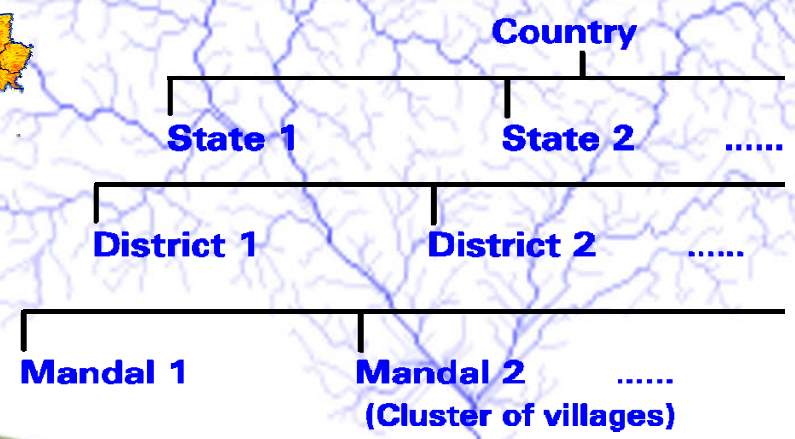 Country
State 1 State 2 ......
District 1 District 2 ......
Mandal 1 Mandal 2 ......
(Cluster of villages)